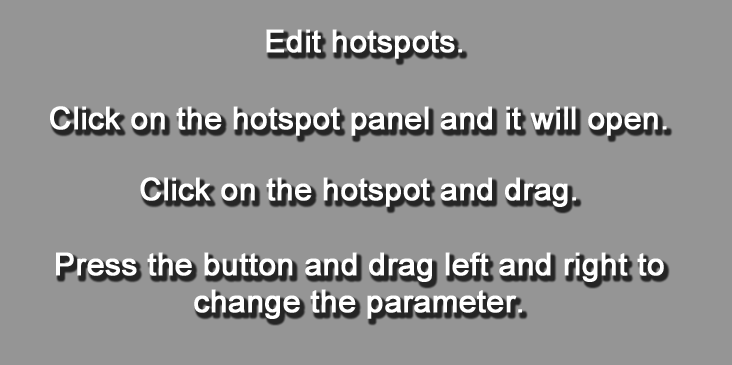 Edit hotspots.
Click on the hotspot panel and it will open.
Click on the hotspot and drag.
Press the button and drag left and right to
change the parameter.